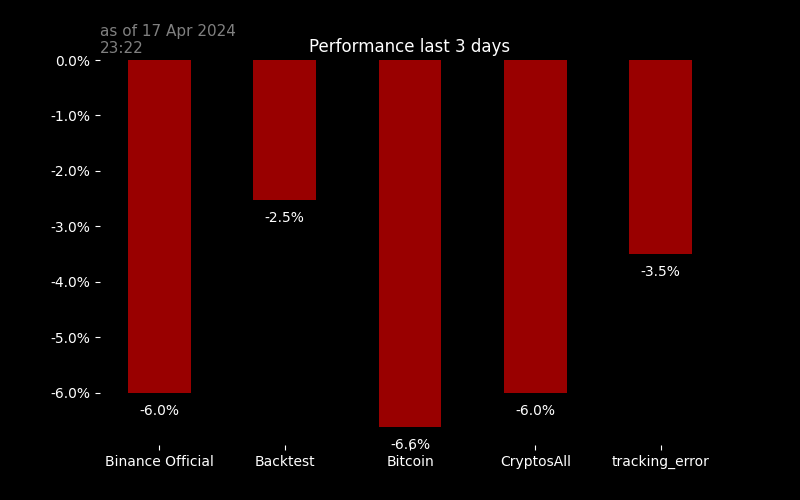 as of 17 Apr 2024
23:22
Performance last 3 days
0.0%
-1.0%
-2.0%
-3.0%
-4.0%
-5.0%
-6.0%
-6.0%
-2.5%
-6.6%
-6.0%
-3.5%
Binance Official
Backtest
Bitcoin
CryptosAll
tracking_error